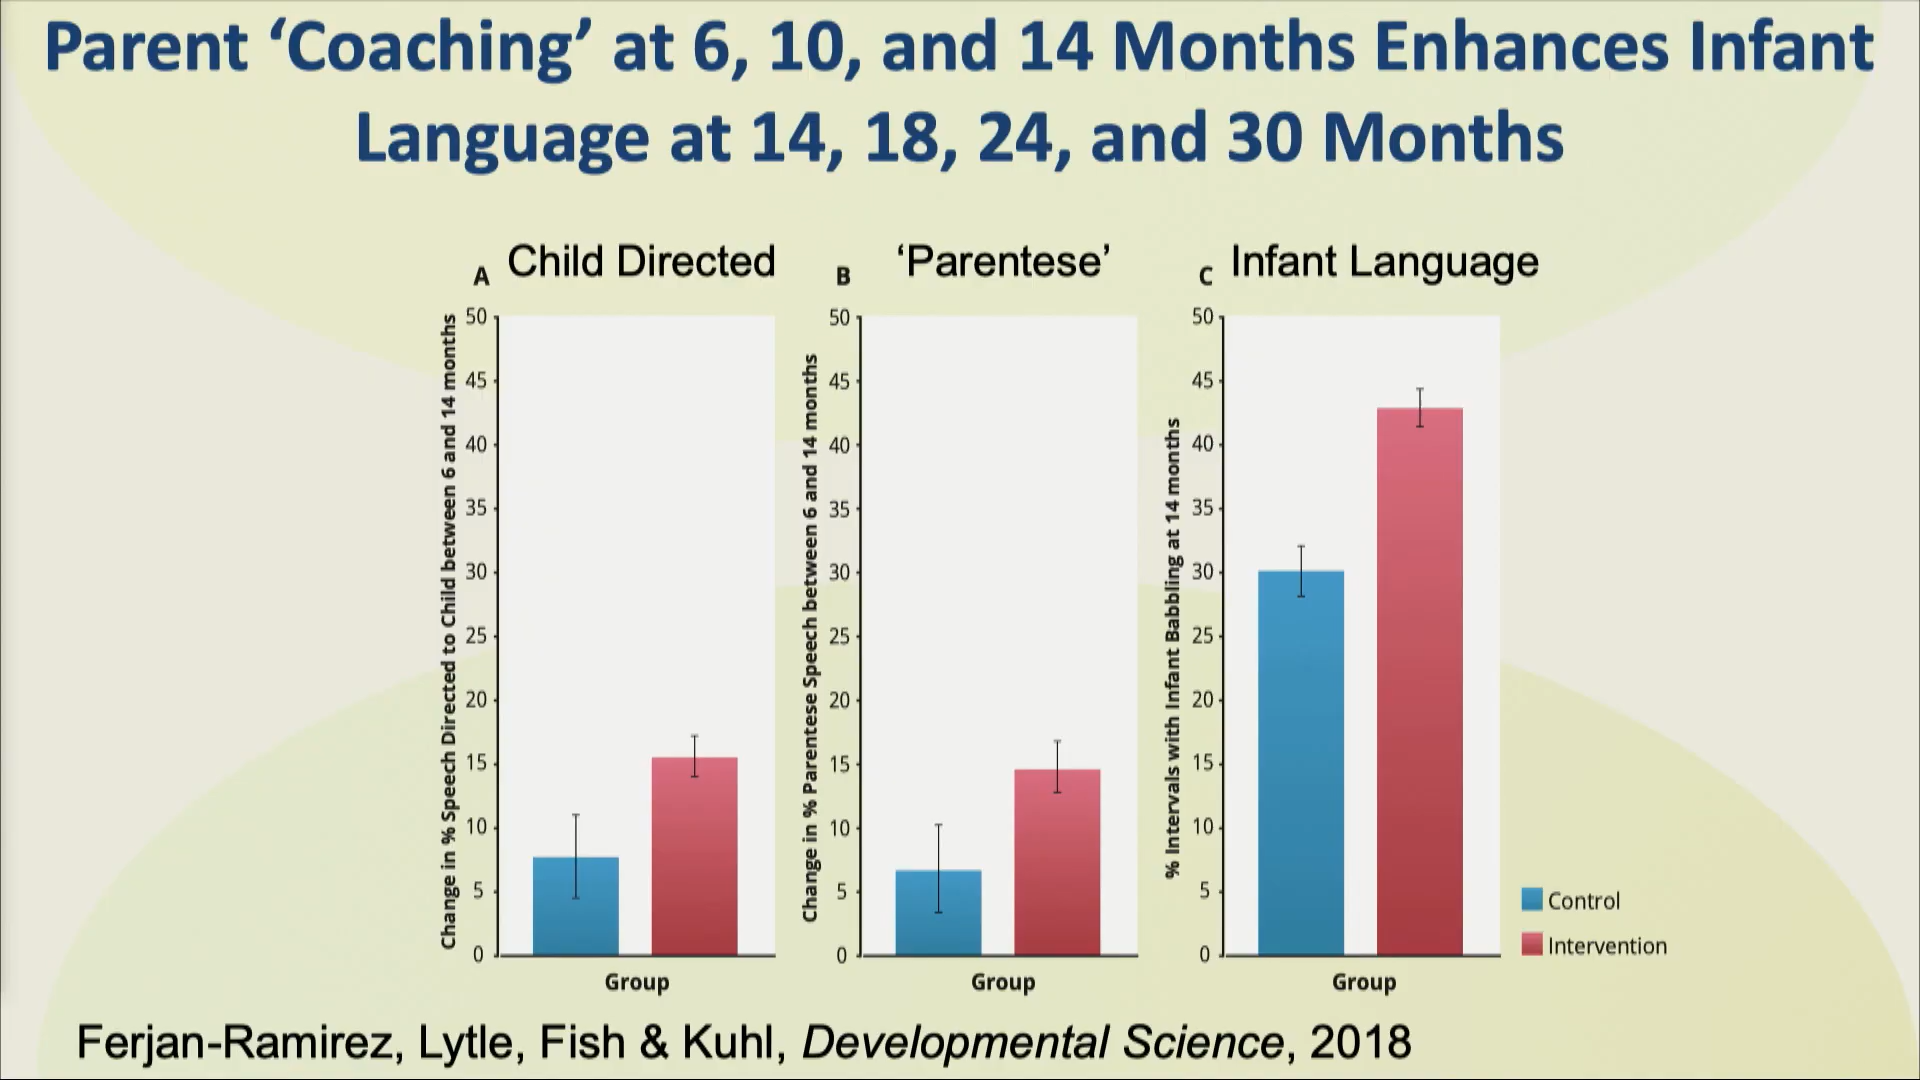 Parent ‘Coaching’ at 6, 10, and 14 Months Enhances Infant
Language at 14, 18, 24, and 30 Months
A Child Directed
Change in % Speech Directed to Child between 6 and 14 months
50
45
40
35
30
25
20
15
10
5
0
Group
B ‘Parentese’
Change in % Parentese Speech between 6 and 14 months
50
45
40
35
30
25
20
15
10
5
0
Group
C Infant Language
% Intervals with Infant Babbling at 14 months
50
45
40
35
30
25
20
15
10
5
0
Group
Control
Intervention
Ferjan-Ramirez, Lytle, Fish & Kuhl, Developmental Science, 2018